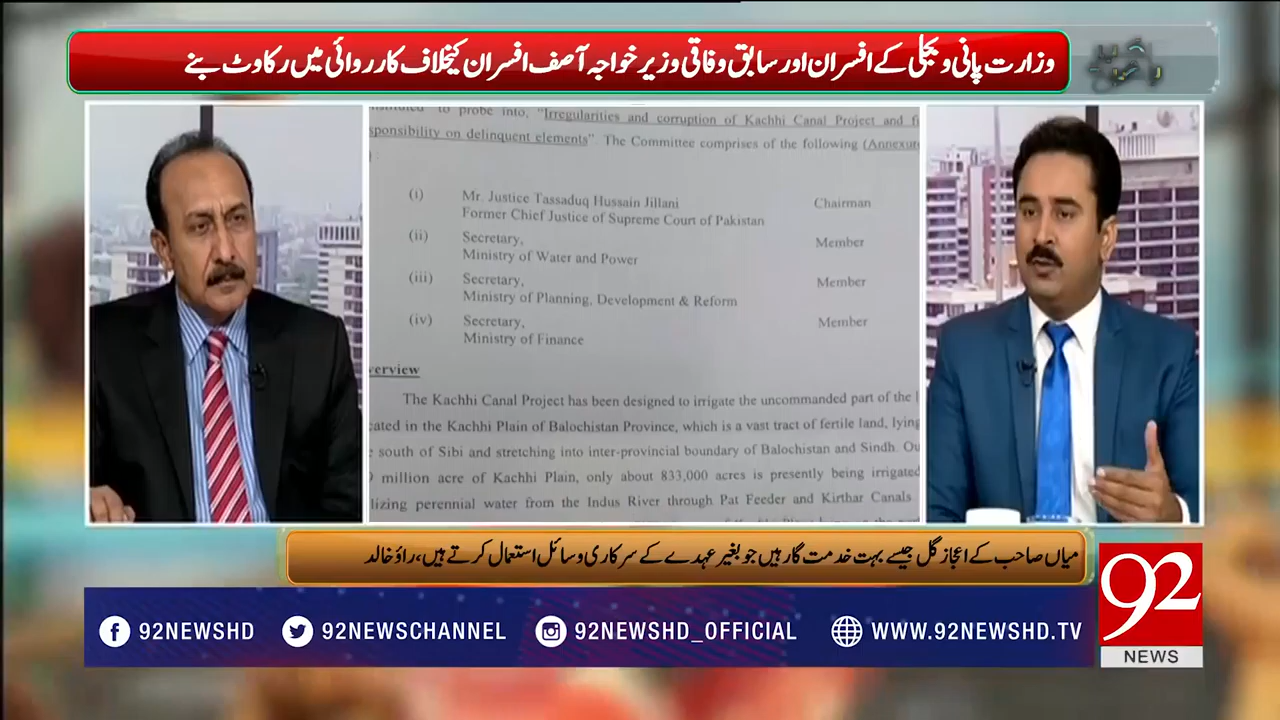 وزارت پانی و بجلی کے افسران اور سابق وفاقی وزیر خواجہ آصف افسران کیخلاف کارروائی میں رکاوٹ بنے
to probe into, "Irregularities and corruption of Kachhi Canal Project and
on delinquent elements". The Committee comprises of the following (Annexure
(i) Mr. Justice Tassaduq Hussain Jillani Chairman
Former Chief Justice of Supreme Court of Pakistan
(ii) Secretary, Member
Ministry of Water and Power
(iii) Secretary, Member
Ministry of Planning, Development & Reform
(iv) Secretary, Member
Ministry of Finance
verview
The Kachhi Canal Project has been designed to irrigate the uncommanded part of the
cated in the Kachhi Plain of Balochistan Province, which is a vast tract of fertile land, lying
south of Sibi and stretching into inter-provincial boundary of Balochistan and Sindh.
million acre of Kachhi Plain, only about 833,000 acres is presently being irrigated
lizing perennial water from the Indus River through Pat Feeder and Kirthar Canals
میاں صاحب کے اعجاز گل جیسے بہت خدمت گار ہیں جو بغیر عہدے کے سرکاری وسائل استعمال کرتے ہیں، راؤ خالد
92NEWSHD 92NEWSCHANNEL 92NEWSHD_OFFICIAL WWW.92NEWSHD.TV
92
NEWS